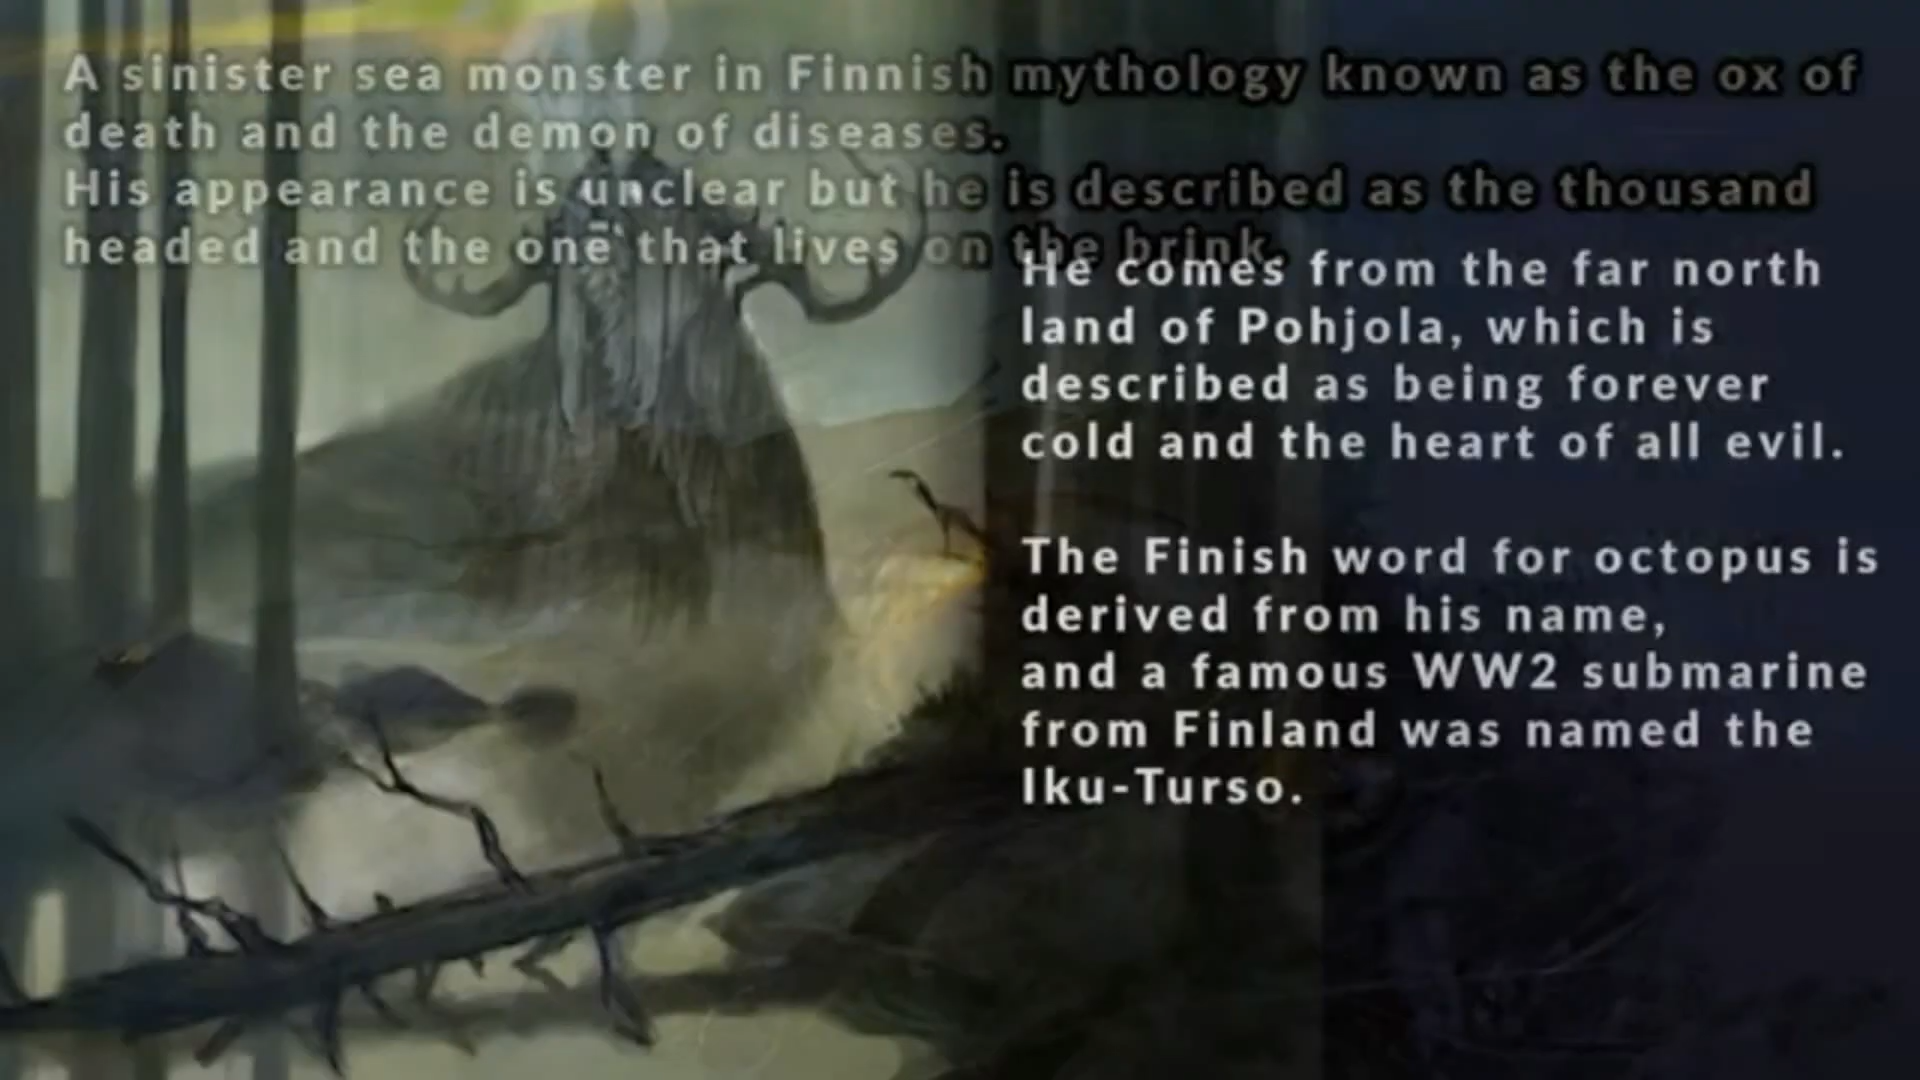 A sinister sea monster in Finnish mythology known as the ox of
death and the demon of diseases.
His appearance is unclear but he is described as the thousand
headed and the one that lives on the brink.
He comes from the far north
land of Pohjola, which is
described as being forever
cold and the heart of all evil.
The Finish word for octopus is
derived from his name,
and a famous WW2 submarine
from Finland was named the
Iku-Turso.